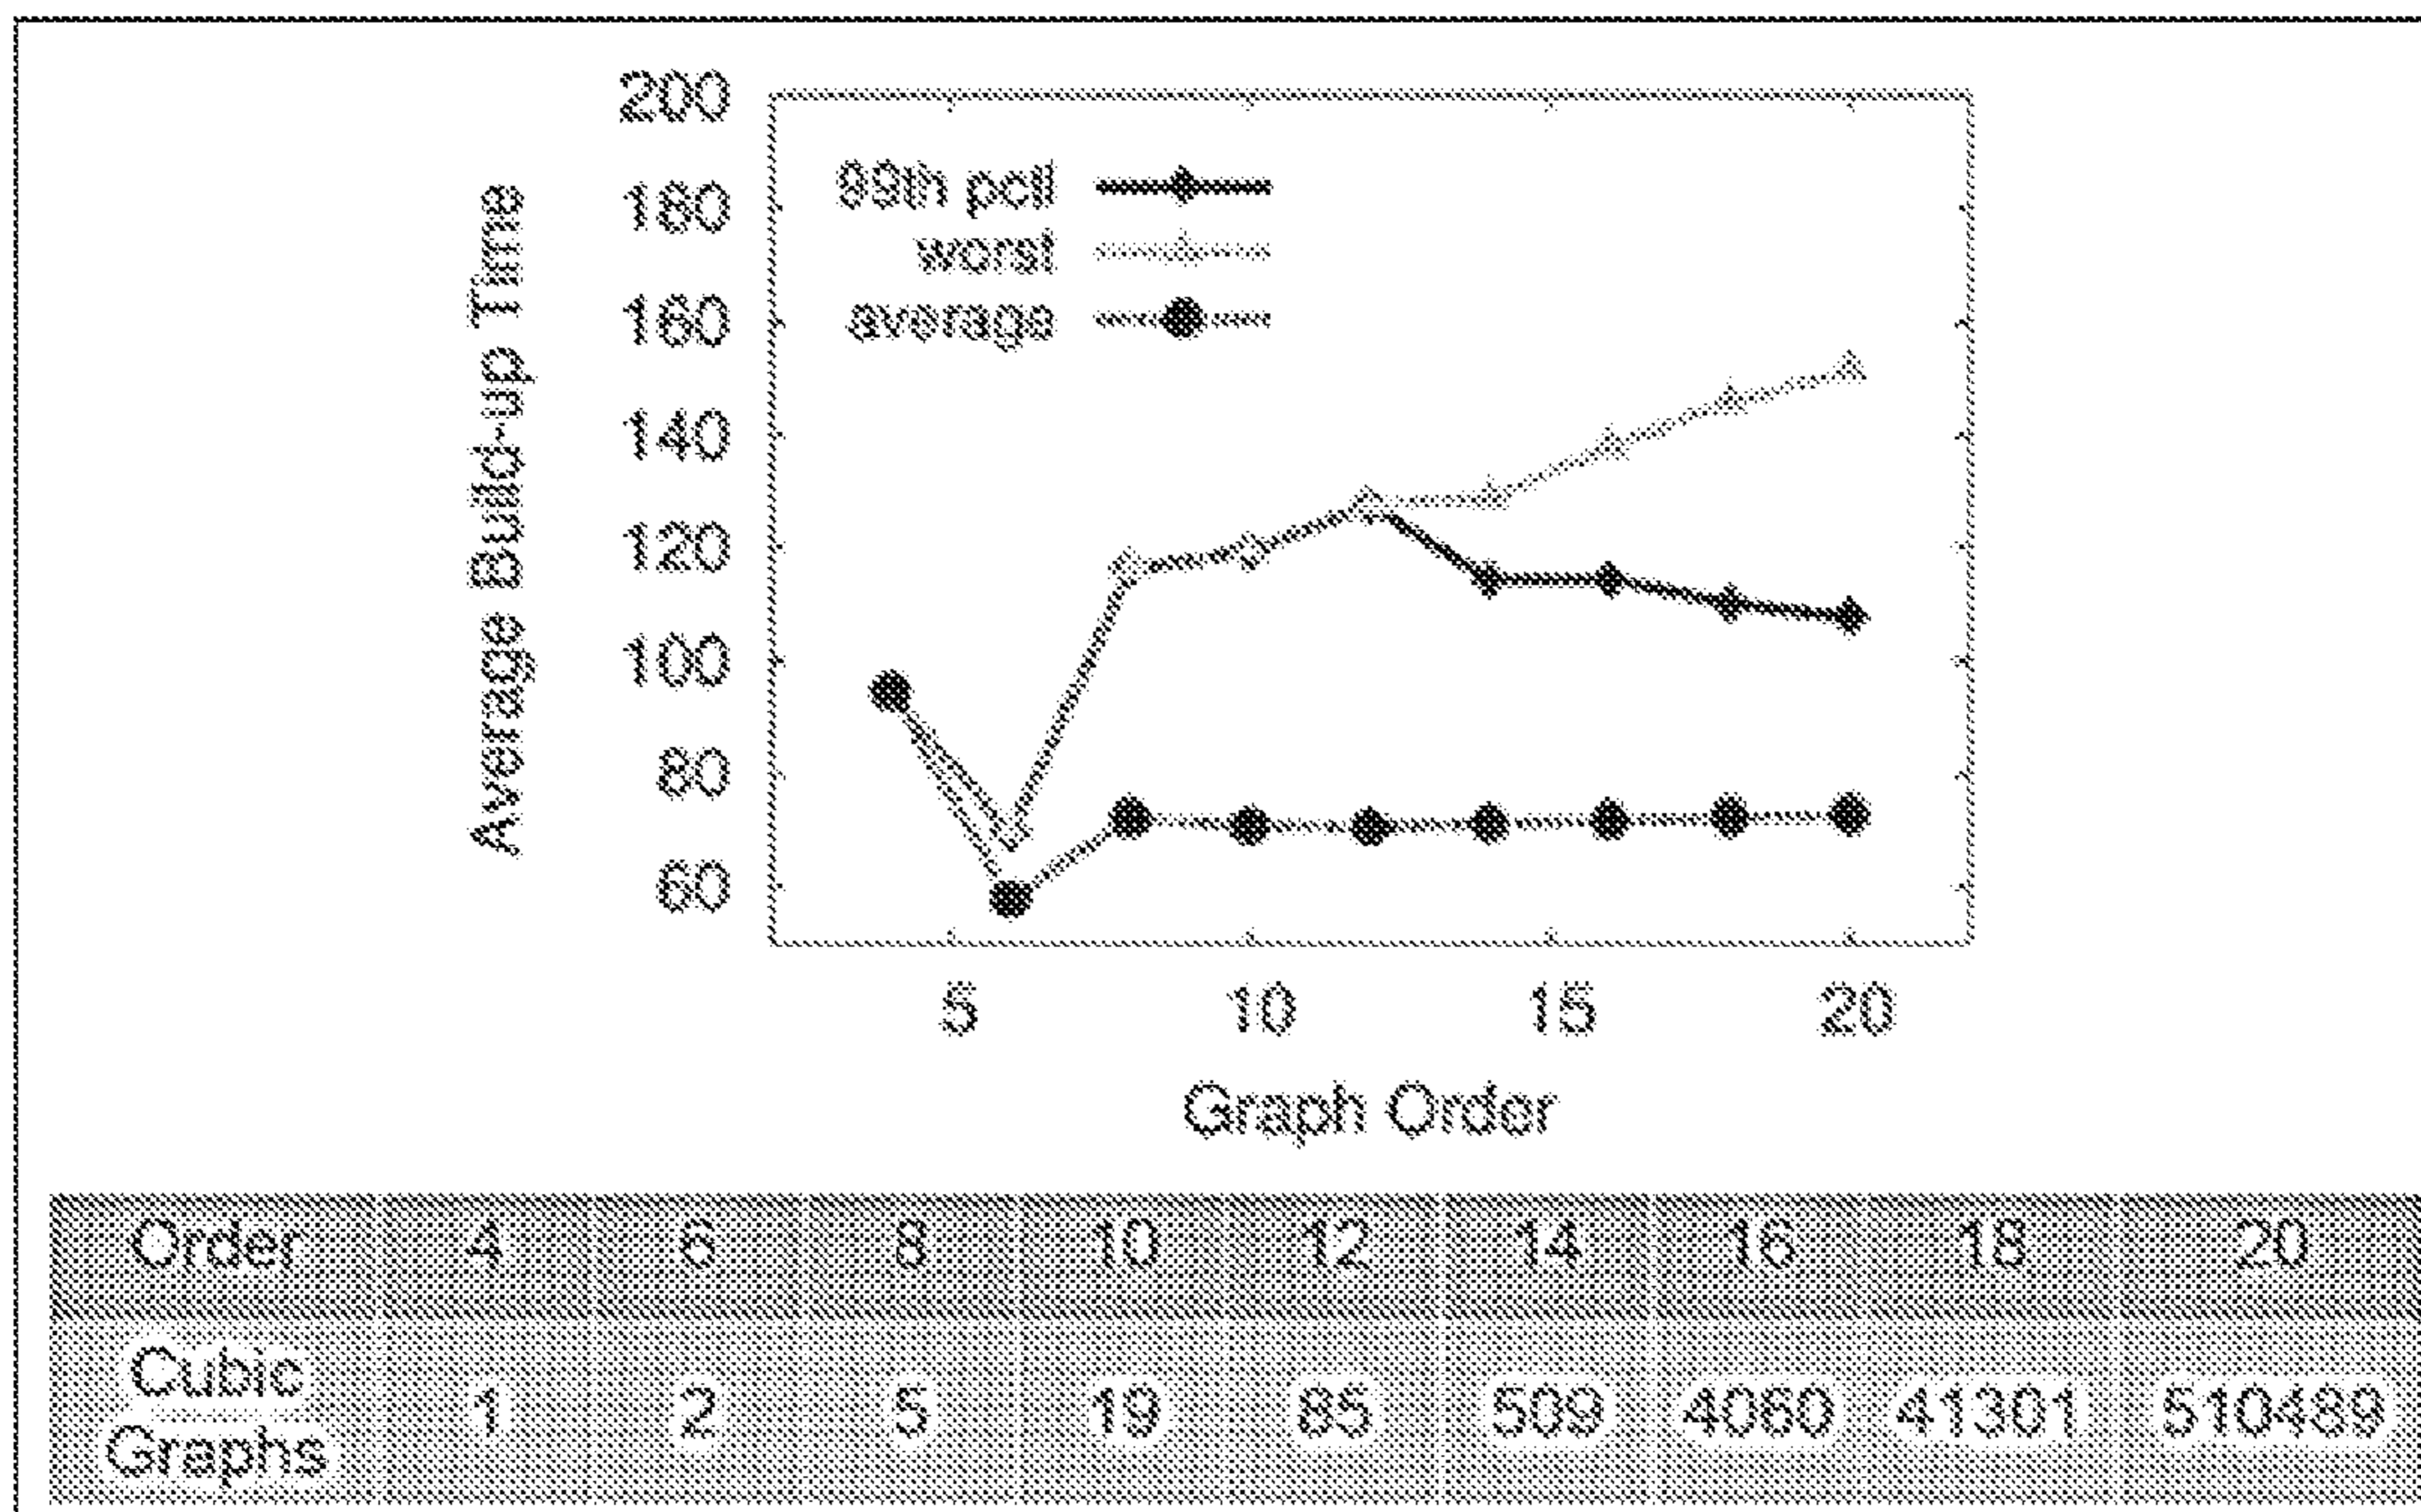 200
180
160
140
120
100
80
60
Average Build-up Time
99th pctl
worst
average
5 10 15 20
Graph Order
Order 4 6 8 10 12 14 16 18 20
Cubic
Graphs 1 2 5 19 85 509 4060 41301 510489